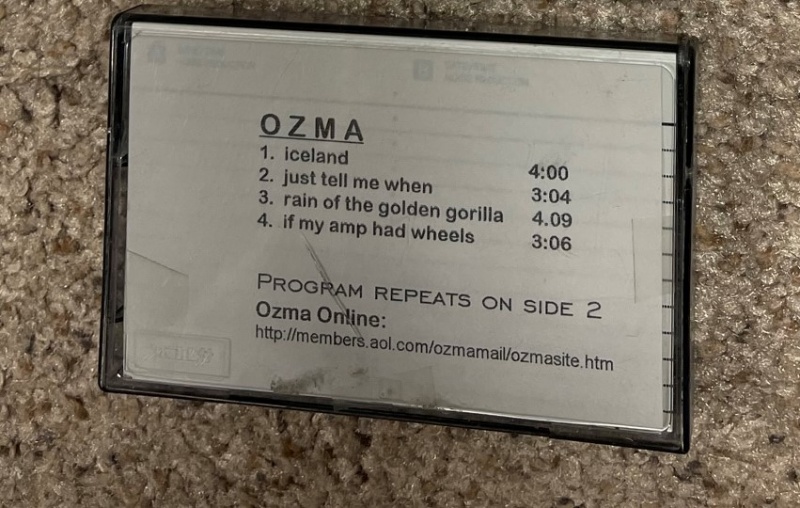 OZMA
1. iceland 4:00
2. just tell me when 3:04
3. rain of the golden gorilla 4.09
4. if my amp had wheels 3:06
PROGRAM REPEATS ON SIDE 2
Ozma Online:
http://members.aol.com/ozmamail/ozmasite.htm